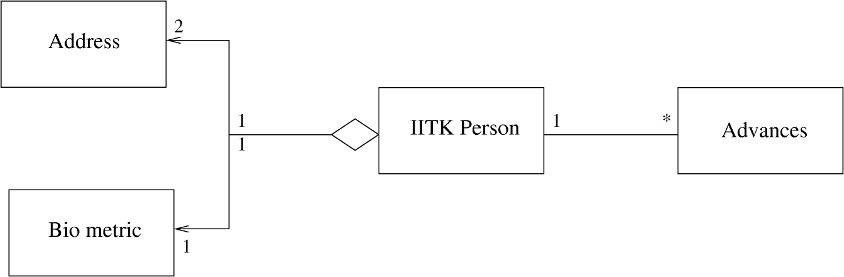 Address
2
1
1
IITK Person
1
*
Advances
Bio metric
1